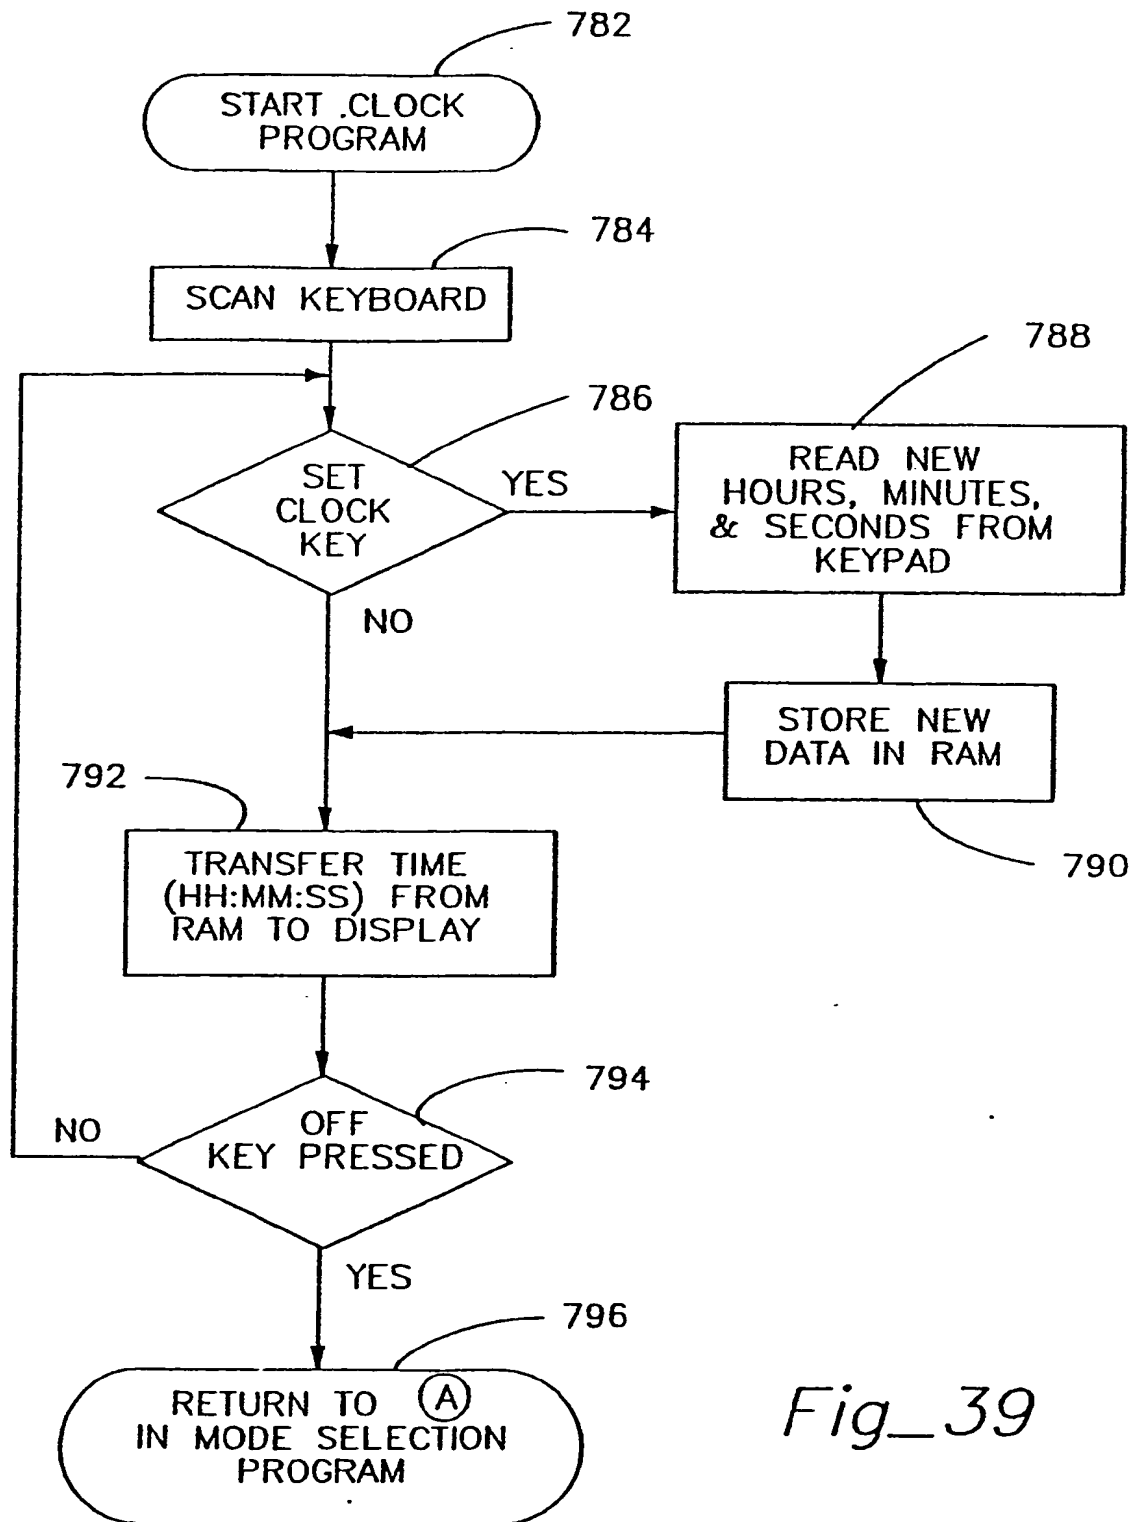 782
START .CLOCK
PROGRAM
784
SCAN KEYBOARD
786
SET
CLOCK
KEY
YES
NO
788
READ NEW
HOURS, MINUTES,
& SECONDS FROM
KEYPAD
STORE NEW
DATA IN RAM
790
792
TRANSFER TIME
(HH:MM:SS) FROM
RAM TO DISPLAY
794
OFF
KEY PRESSED
NO
YES
796
RETURN TO A
IN MODE SELECTION
PROGRAM
Fig_39